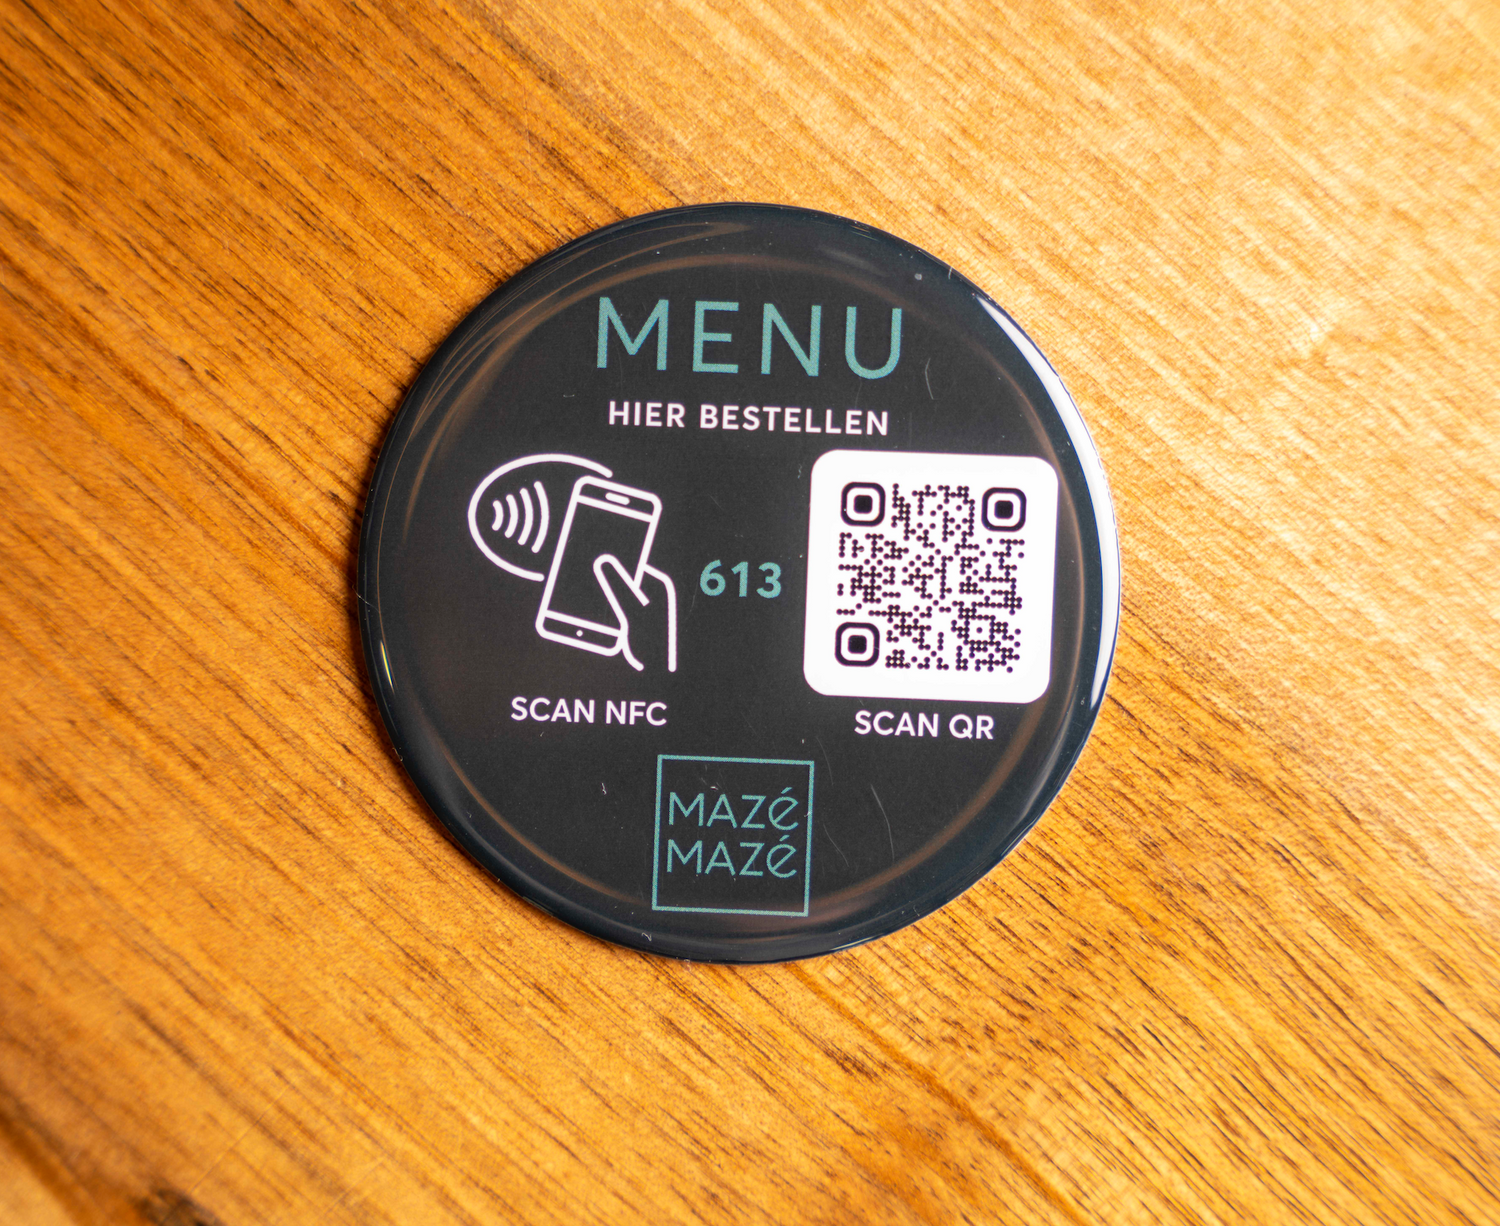 MENU
HIER BESTELLEN
613
SCAN NFC
SCAN QR
MAZé
MAZé